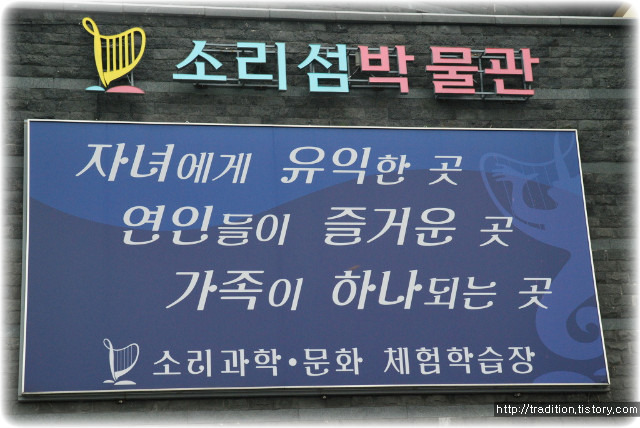 소리섬박물관
자녀에게 유익한 곳
연인들이 즐거운 곳
가족이 하나되는 곳
소리과학·문화 체험학습장
http://tradition.tistory.com